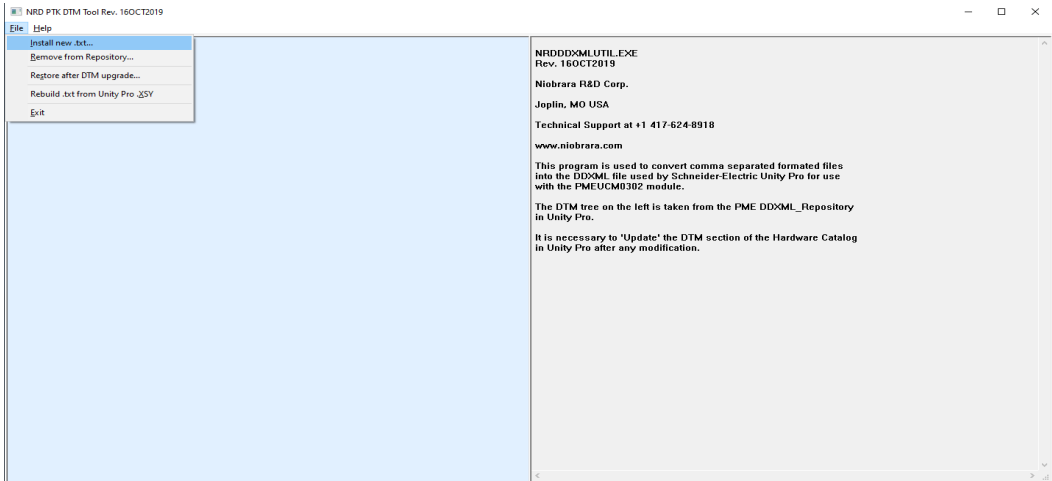 NRD PTK DTM Tool Rev. 16OCT2019
File Help
Install new .txt...
Remove from Repository...
Restore after DTM upgrade...
Rebuild .txt from Unity Pro .XSY
Exit
NRDDDXMLUTIL.EXE
Rev. 16OCT2019
Niobrara R&D Corp.
Joplin, MO USA
Technical Support at +1 417-624-8918
www.niobrara.com
This program is used to convert comma separated formated files
into the DDXML file used by Schneider-Electric Unity Pro for use
with the PMEUCM0302 module.
The DTM tree on the left is taken from the PME DDXML_Repository
in Unity Pro.
It is necessary to 'Update' the DTM section of the Hardware Catalog
in Unity Pro after any modification.